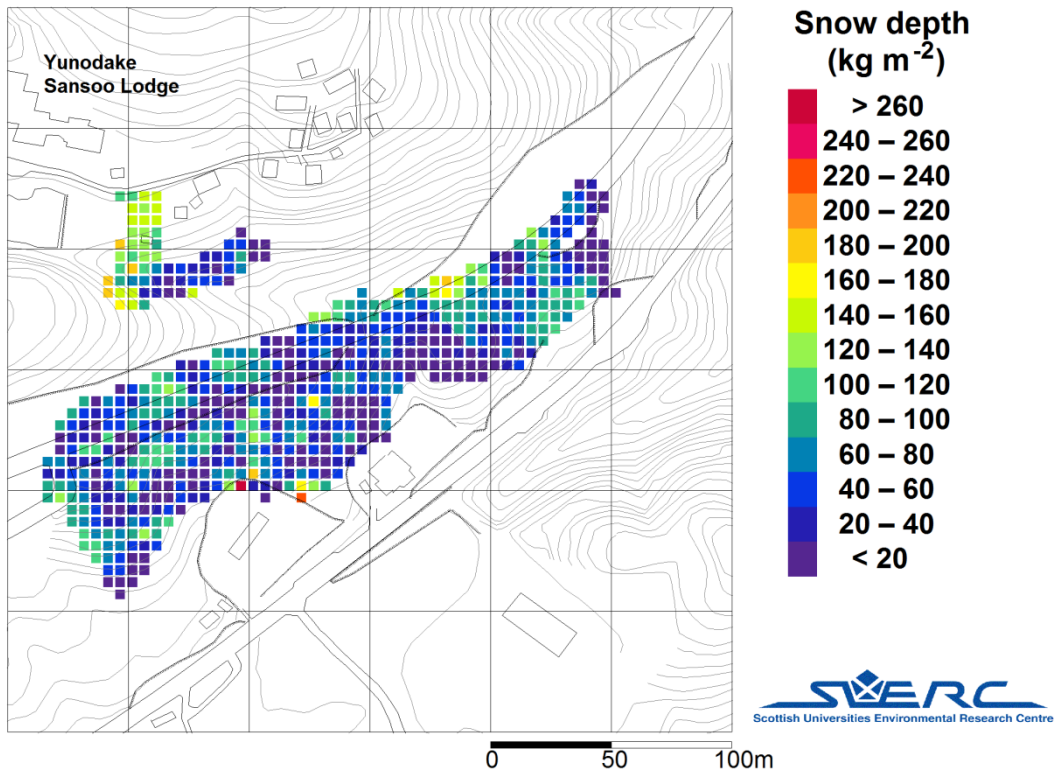 Yunodake
Sansoo Lodge
Snow depth
(kg m⁻²)
> 260
240 – 260
220 – 240
200 – 220
180 – 200
160 – 180
140 – 160
120 – 140
100 – 120
80 – 100
60 – 80
40 – 60
20 – 40
< 20
SUERC
Scottish Universities Environmental Research Centre
0 50 100m